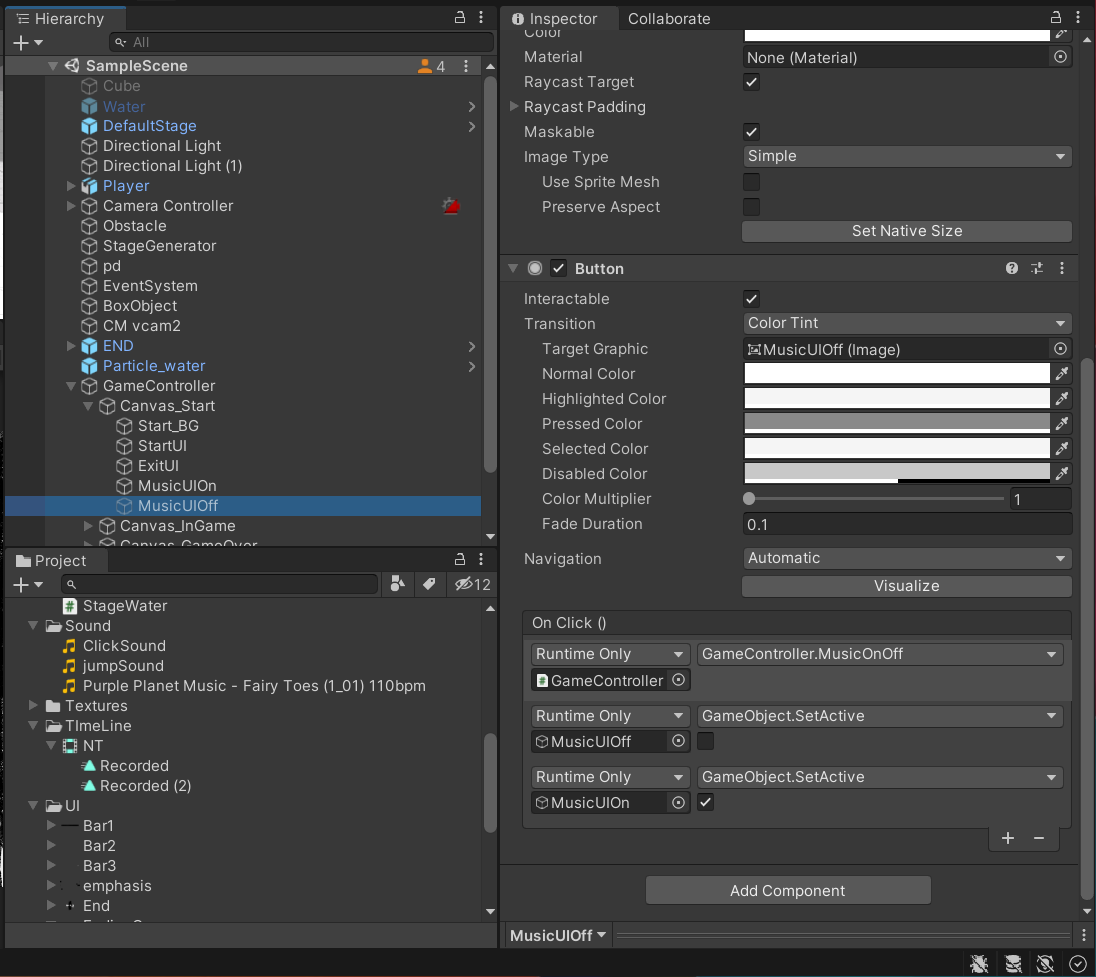 Hierarchy
All
SampleScene 4
Cube
Water
DefaultStage
Directional Light
Directional Light (1)
Player
Camera Controller
Obstacle
StageGenerator
pd
EventSystem
BoxObject
CM vcam2
END
Particle_water
GameController
Canvas_Start
Start_BG
StartUI
ExitUI
MusicUIOn
MusicUIOff
Canvas_InGame
Canvas_GameOver
Project
12
StageWater
Sound
ClickSound
jumpSound
Purple Planet Music - Fairy Toes (1_01) 110bpm
Textures
TImeLine
NT
Recorded
Recorded (2)
UI
Bar1
Bar2
Bar3
emphasis
End
Inspector Collaborate
Color
Material None (Material)
Raycast Target
Raycast Padding
Maskable
Image Type Simple
Use Sprite Mesh
Preserve Aspect
Set Native Size
Button
Interactable
Transition Color Tint
Target Graphic MusicUIOff (Image)
Normal Color
Highlighted Color
Pressed Color
Selected Color
Disabled Color
Color Multiplier 1
Fade Duration 0.1
Navigation Automatic
Visualize
On Click ()
Runtime Only GameController.MusicOnOff
GameController
Runtime Only GameObject.SetActive
MusicUIOff
Runtime Only GameObject.SetActive
MusicUIOn
Add Component
MusicUIOff